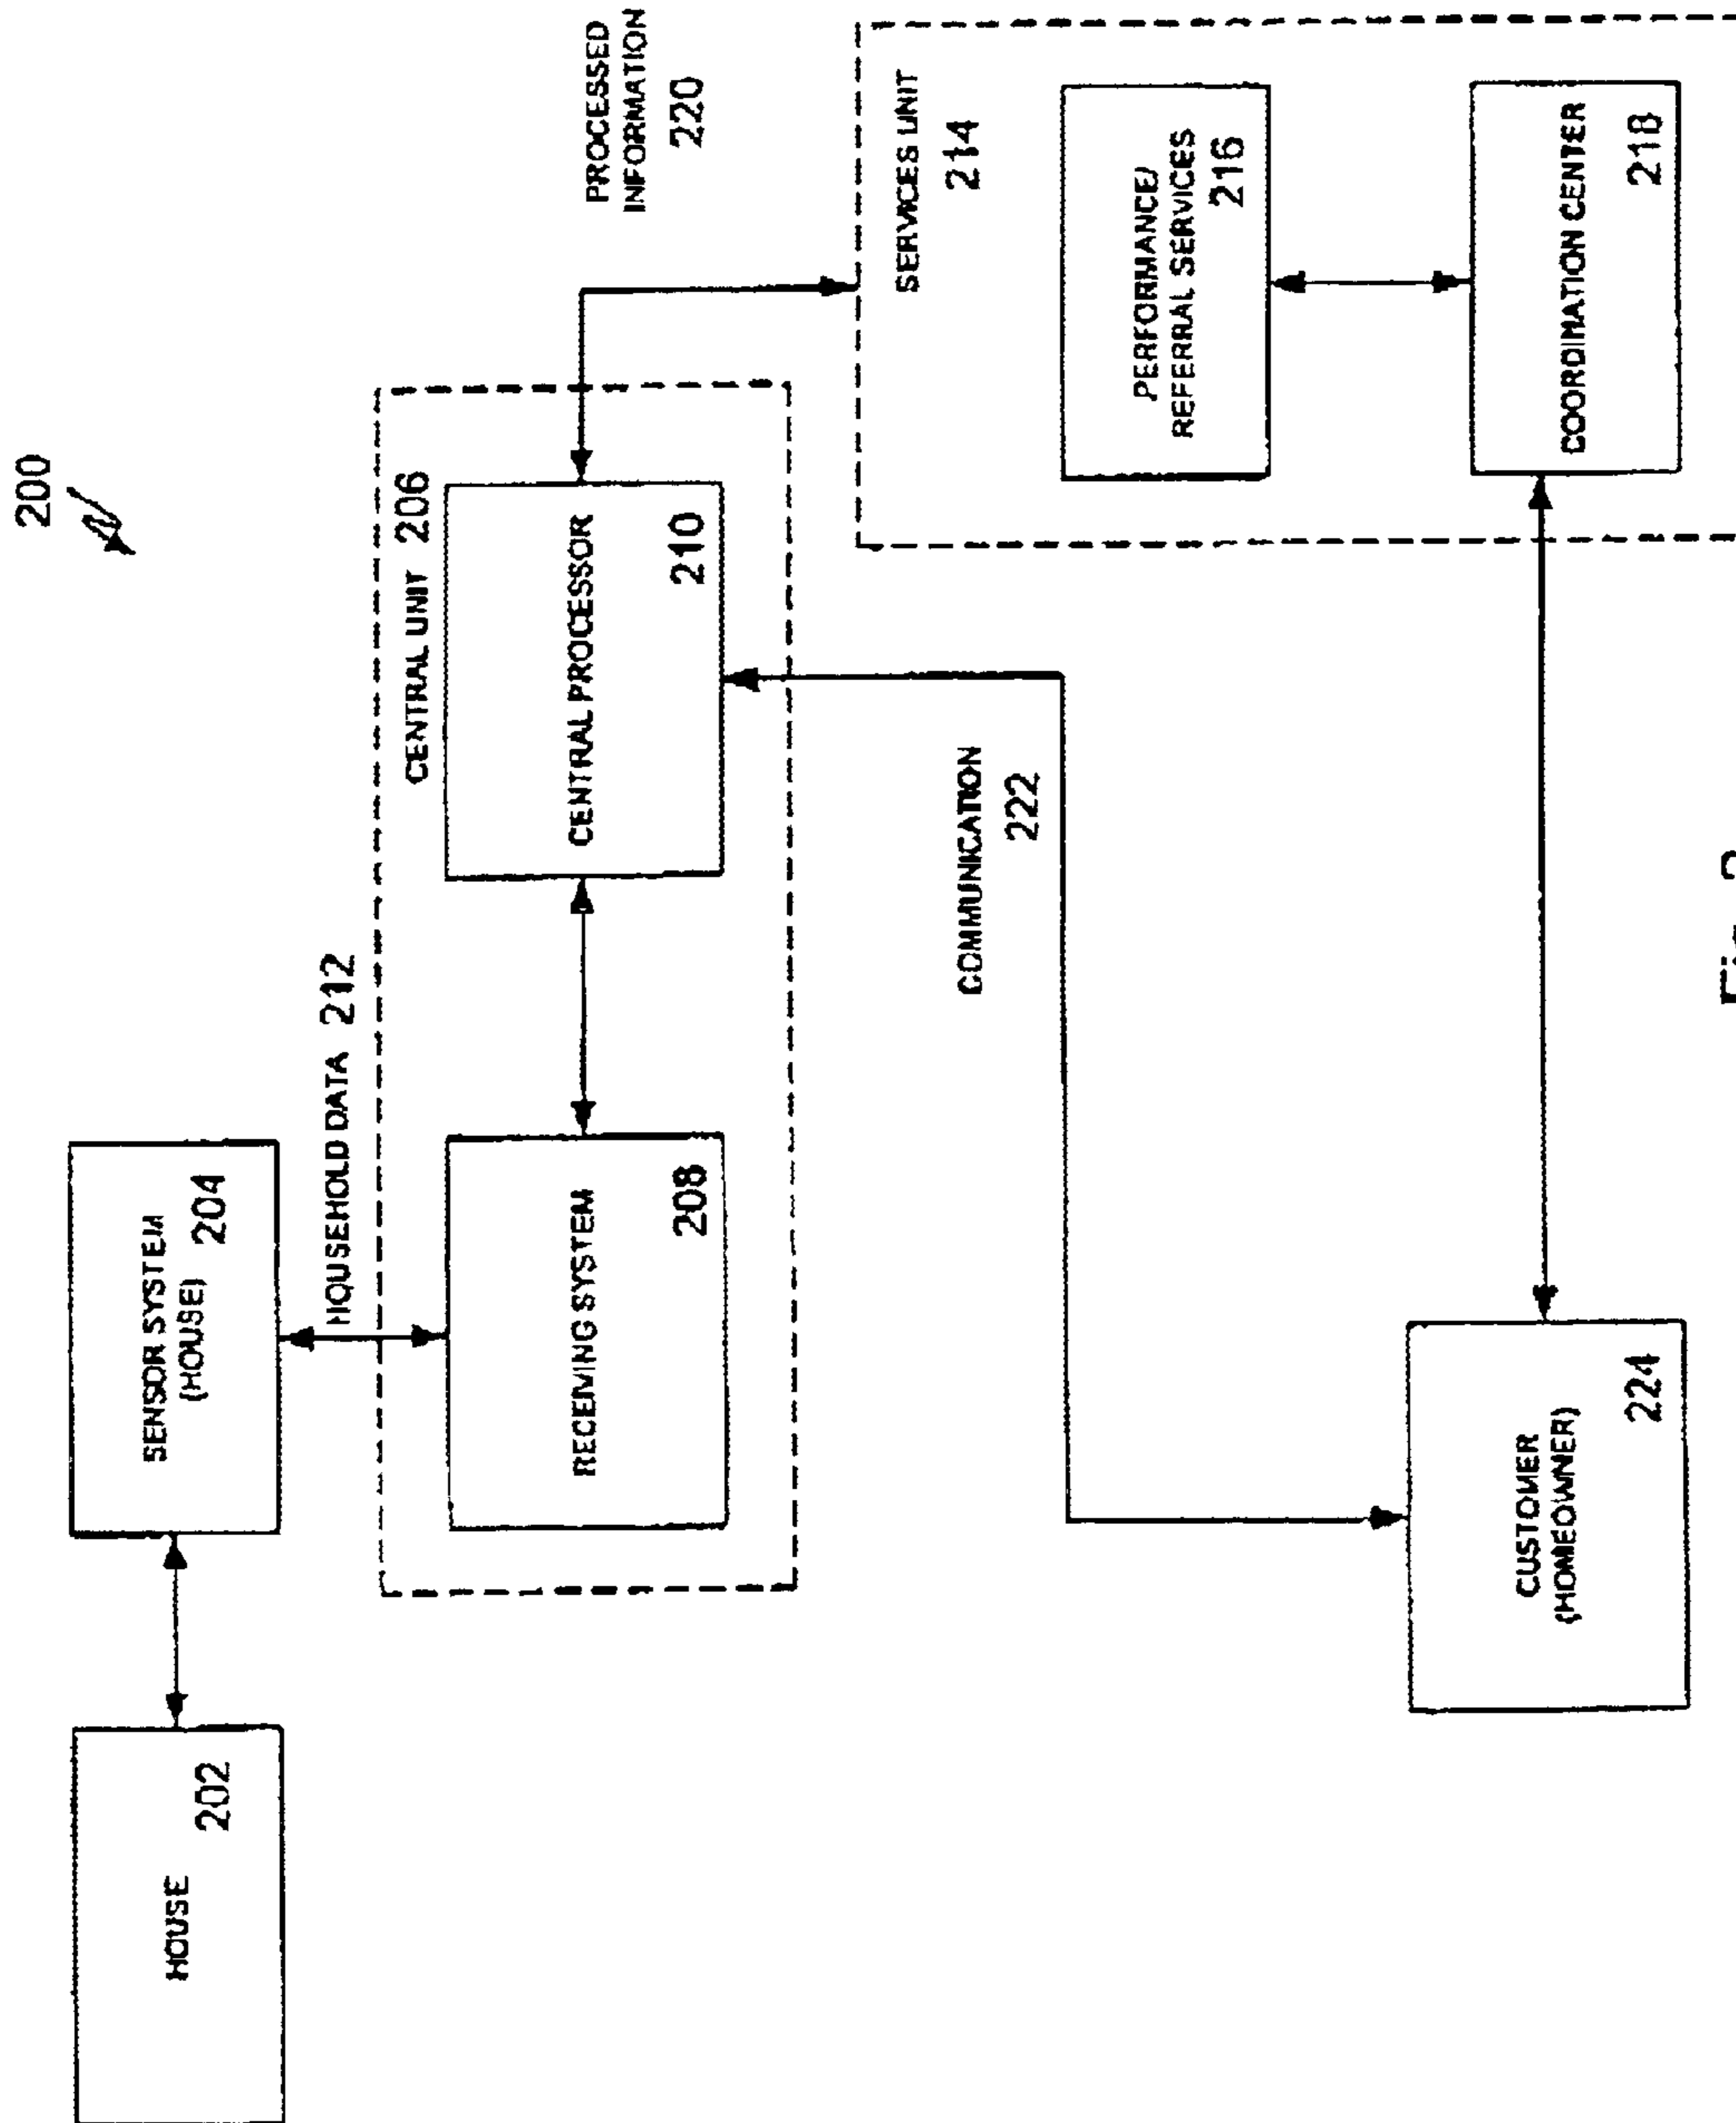 200
HOUSE
202
SENSOR SYSTEM
(HOUSE)
204
HOUSEHOLD DATA 212
CENTRAL UNIT 206
RECEIVING SYSTEM
208
CENTRAL PROCESSOR
210
PROCESSED
INFORMATION
220
COMMUNICATION
222
SERVICES UNIT
214
PERFORMANCE/
REFERRAL SERVICES
216
COORDIMATION CENTER
218
CUSTOMER
(HOMEOWNER)
224